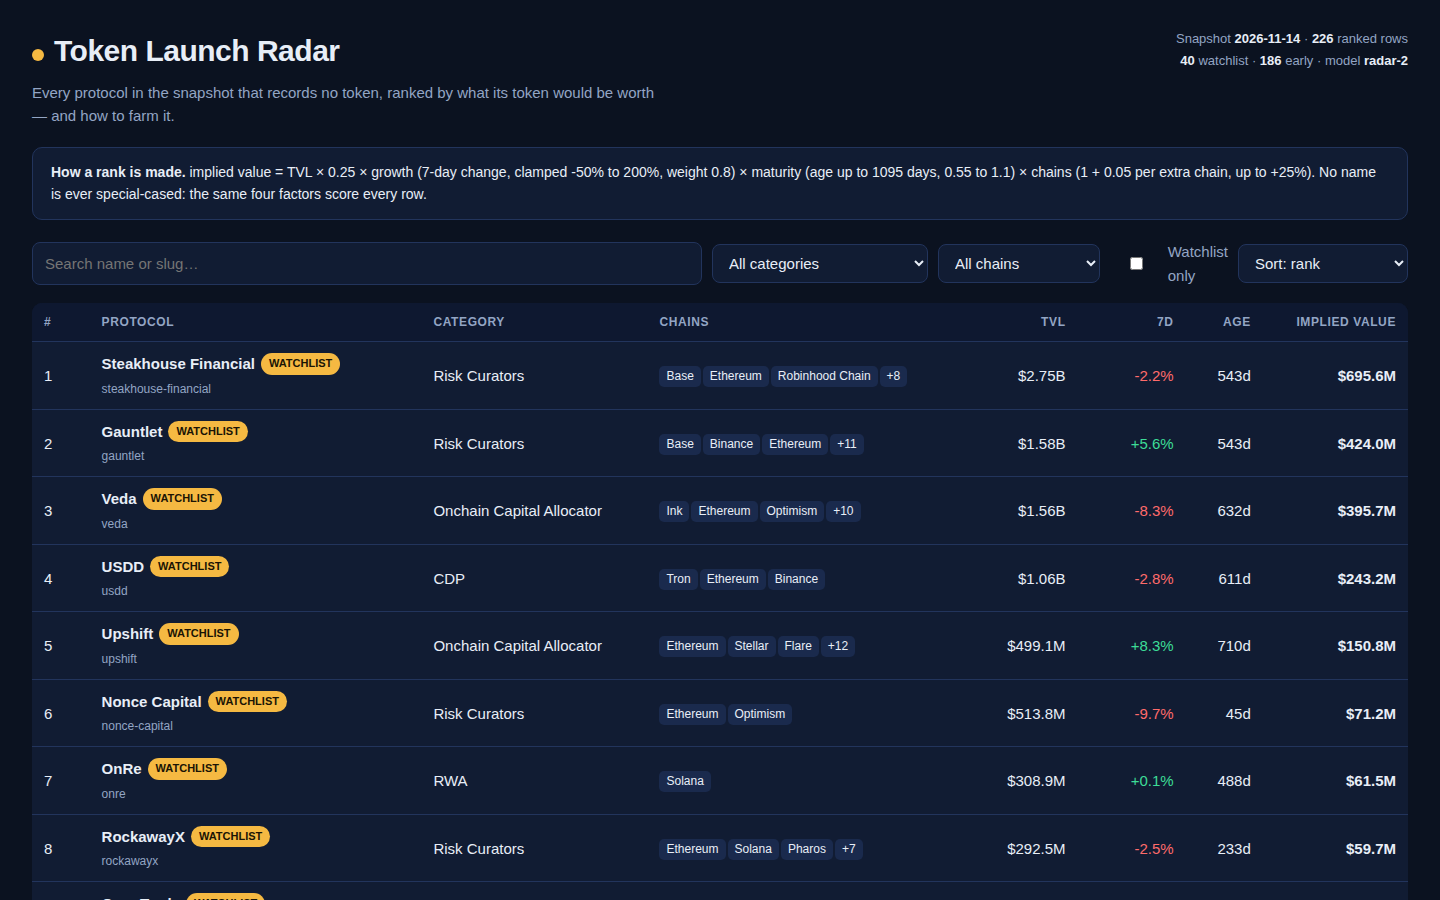 Token Launch Radar
Snapshot 2026-11-14 · 226 ranked rows
40 watchlist · 186 early · model radar-2
Every protocol in the snapshot that records no token, ranked by what its token would be worth
— and how to farm it.
How a rank is made. implied value = TVL × 0.25 × growth (7-day change, clamped -50% to 200%, weight 0.8) × maturity (age up to 1095 days, 0.55 to 1.1) × chains (1 + 0.05 per extra chain, up to +25%). No name
is ever special-cased: the same four factors score every row.
Search name or slug… All categories All chains Watchlist only Sort: rank
# PROTOCOL CATEGORY CHAINS TVL 7D AGE IMPLIED VALUE
1 Steakhouse Financial WATCHLIST Risk Curators Base Ethereum Robinhood Chain +8 $2.75B -2.2% 543d $695.6M
steakhouse-financial
2 Gauntlet WATCHLIST Risk Curators Base Binance Ethereum +11 $1.58B +5.6% 543d $424.0M
gauntlet
3 Veda WATCHLIST Onchain Capital Allocator Ink Ethereum Optimism +10 $1.56B -8.3% 632d $395.7M
veda
4 USDD WATCHLIST CDP Tron Ethereum Binance $1.06B -2.8% 611d $243.2M
usdd
5 Upshift WATCHLIST Onchain Capital Allocator Ethereum Stellar Flare +12 $499.1M +8.3% 710d $150.8M
upshift
6 Nonce Capital WATCHLIST Risk Curators Ethereum Optimism $513.8M -9.7% 45d $71.2M
nonce-capital
7 OnRe WATCHLIST RWA Solana $308.9M +0.1% 488d $61.5M
onre
8 RockawayX WATCHLIST Risk Curators Ethereum Solana Pharos +7 $292.5M -2.5% 233d $59.7M
rockawayx